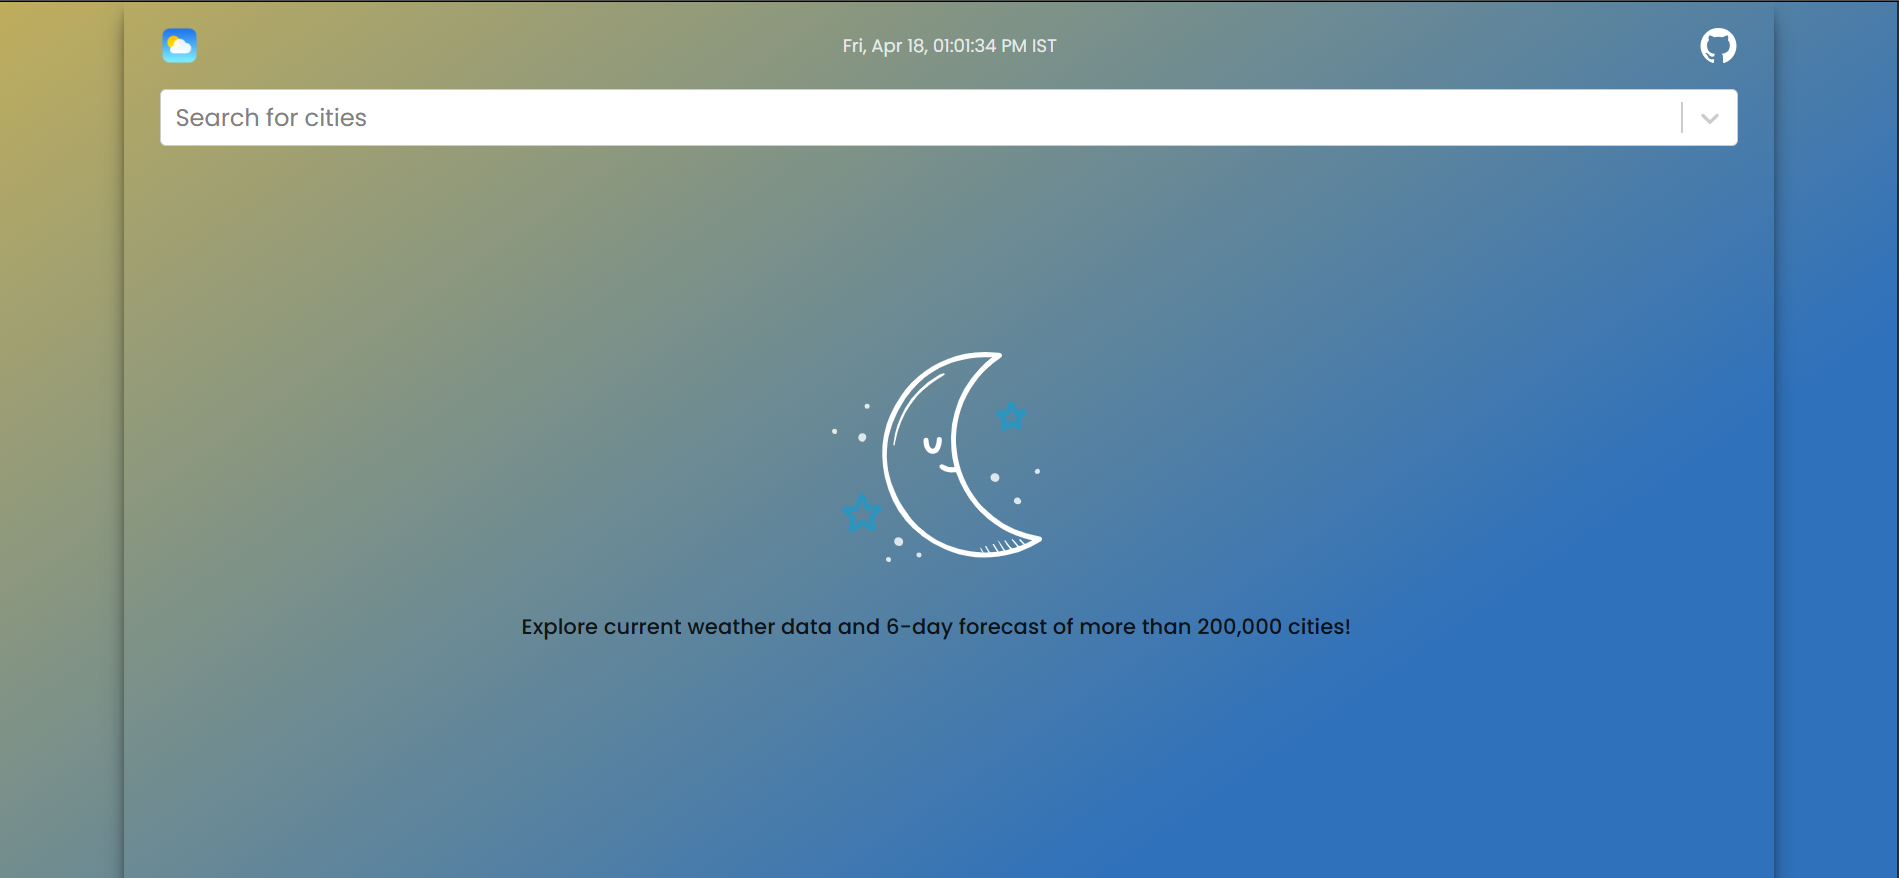 Fri, Apr 18, 01:01:34 PM IST
Search for cities
Explore current weather data and 6-day forecast of more than 200,000 cities!